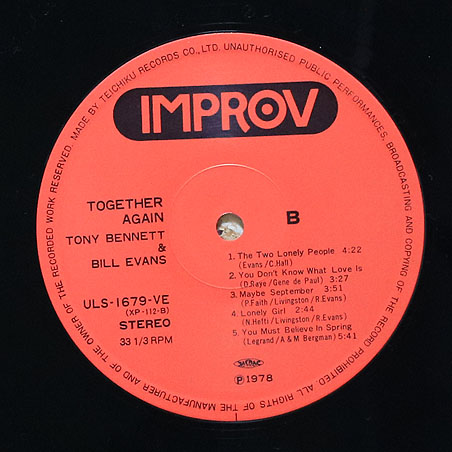 MADE BY TEICHIKU RECORDS CO., LTD. UNAUTHORISED PUBLIC PERFORMANCES, BROADCASTING AND COPYING OF THE RECORD PROHIBITED. ALL RIGHTS OF THE MANUFACTURER AND OF THE OWNER OF THE RECORDED WORK RESERVED.
IMPROV
TOGETHER
AGAIN
TONY BENNETT
&
BILL EVANS
ULS-1679-VE
(XP-112-B)
STEREO
33 1/3 RPM
B
1. The Two Lonely People 4:22
(Evans/C.Hall)
2. You Don't Know What Love Is
(D.Raye/Gene de Paul) 3:27
3. Maybe September 3:51
(P.Faith/Livingston/R.Evans)
4. Lonely Girl 2:44
(N.Hefti/Livingston/R.Evans)
5. You Must Believe In Spring
(Legrand/A&M Bergman) 5:41
℗1978